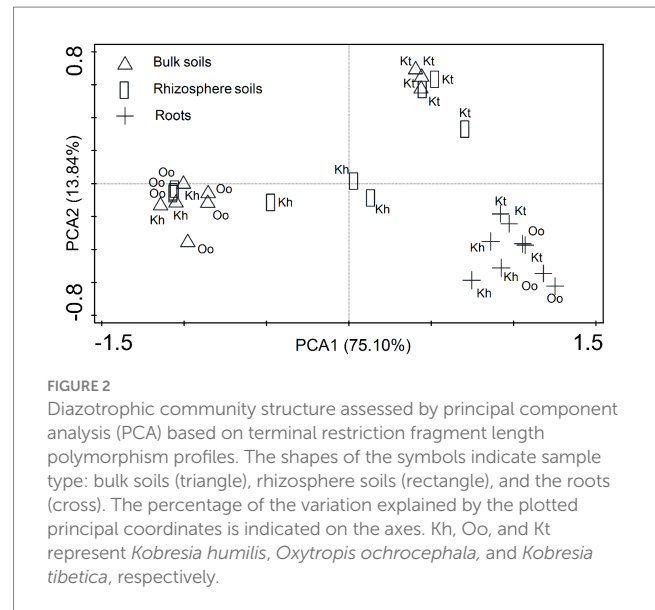 0.8
Bulk soils
Rhizosphere soils
Roots
Kt Kt
Kt Kt
Kt
Kt
PCA2 (13.84%)
Oo
Oo
Oo Kh Oo
Kh Kh Oo
Oo
Kh
Kh
Kh
Kt
Kt
Kh Oo
Kt
Kh Oo
Kh Oo
-0.8
-1.5 PCA1 (75.10%) 1.5
FIGURE 2
Diazotrophic community structure assessed by principal component
analysis (PCA) based on terminal restriction fragment length
polymorphism profiles. The shapes of the symbols indicate sample
type: bulk soils (triangle), rhizosphere soils (rectangle), and the roots
(cross). The percentage of the variation explained by the plotted
principal coordinates is indicated on the axes. Kh, Oo, and Kt
represent Kobresia humilis, Oxytropis ochrocephala, and Kobresia
tibetica, respectively.